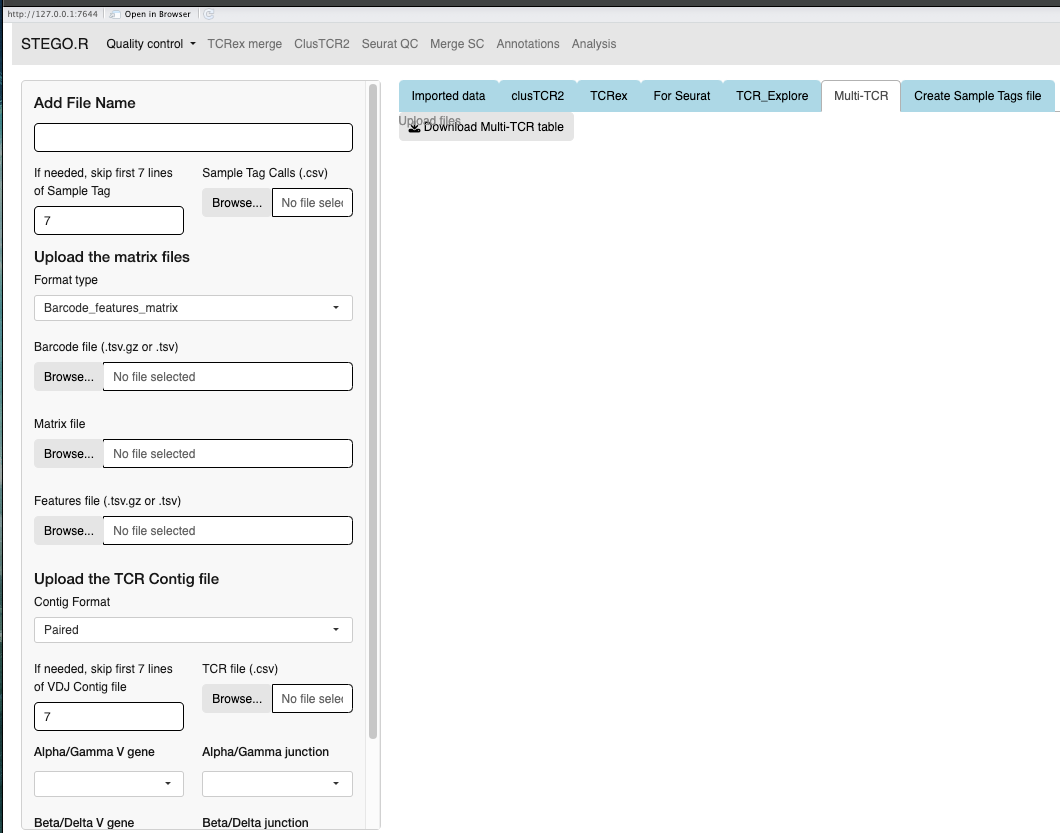 http://127.0.0.1:7644 Open in Browser
STEGO.R Quality control TCRex merge ClusTCR2 Seurat QC Merge SC Annotations Analysis
Add File Name
If needed, skip first 7 lines
of Sample Tag
7
Sample Tag Calls (.csv)
Browse... No file selec
Upload the matrix files
Format type
Barcode_features_matrix
Barcode file (.tsv.gz or .tsv)
Browse... No file selected
Matrix file
Browse... No file selected
Features file (.tsv.gz or .tsv)
Browse... No file selected
Upload the TCR Contig file
Contig Format
Paired
If needed, skip first 7 lines
of VDJ Contig file
7
TCR file (.csv)
Browse... No file selec
Alpha/Gamma V gene Alpha/Gamma junction
Beta/Delta V gene Beta/Delta junction
Imported data clusTCR2 TCRex For Seurat TCR_Explore Multi-TCR Create Sample Tags file
Upload files
Download Multi-TCR table